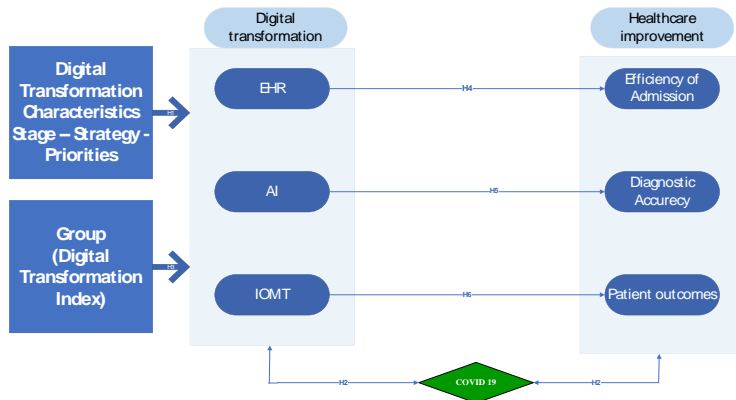 Digital
transformation
Healthcare
improvement
Digital
Transformation
Characteristics
Stage – Strategy -
Priorities
EHR
H4
Efficiency of
Admission
AI
H5
Diagnostic
Accurecy
Group
(Digital
Transformation
Index)
IOMT
H6
Patient outcomes
H2
COVID 19
H2